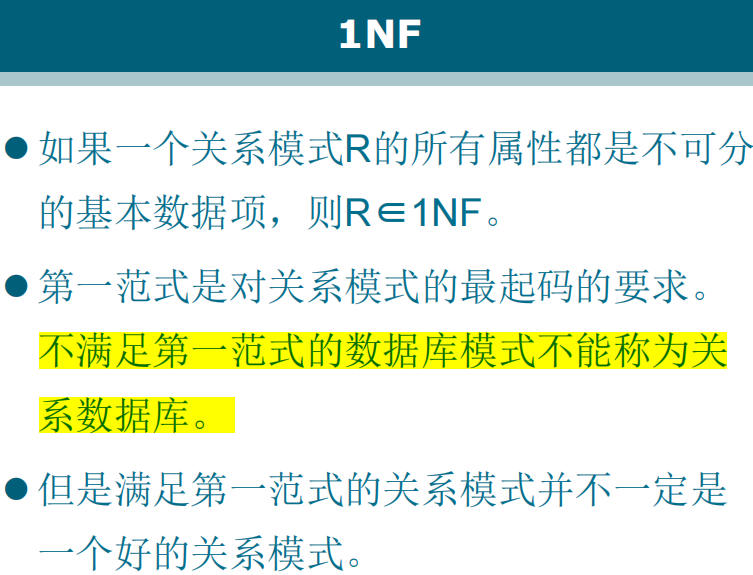 1NF
●如果一个关系模式R的所有属性都是不可分
的基本数据项，则R∈1NF。
●第一范式是对关系模式的最起码的要求。
不满足第一范式的数据库模式不能称为关
系数据库。
●但是满足第一范式的关系模式并不一定是
一个好的关系模式。